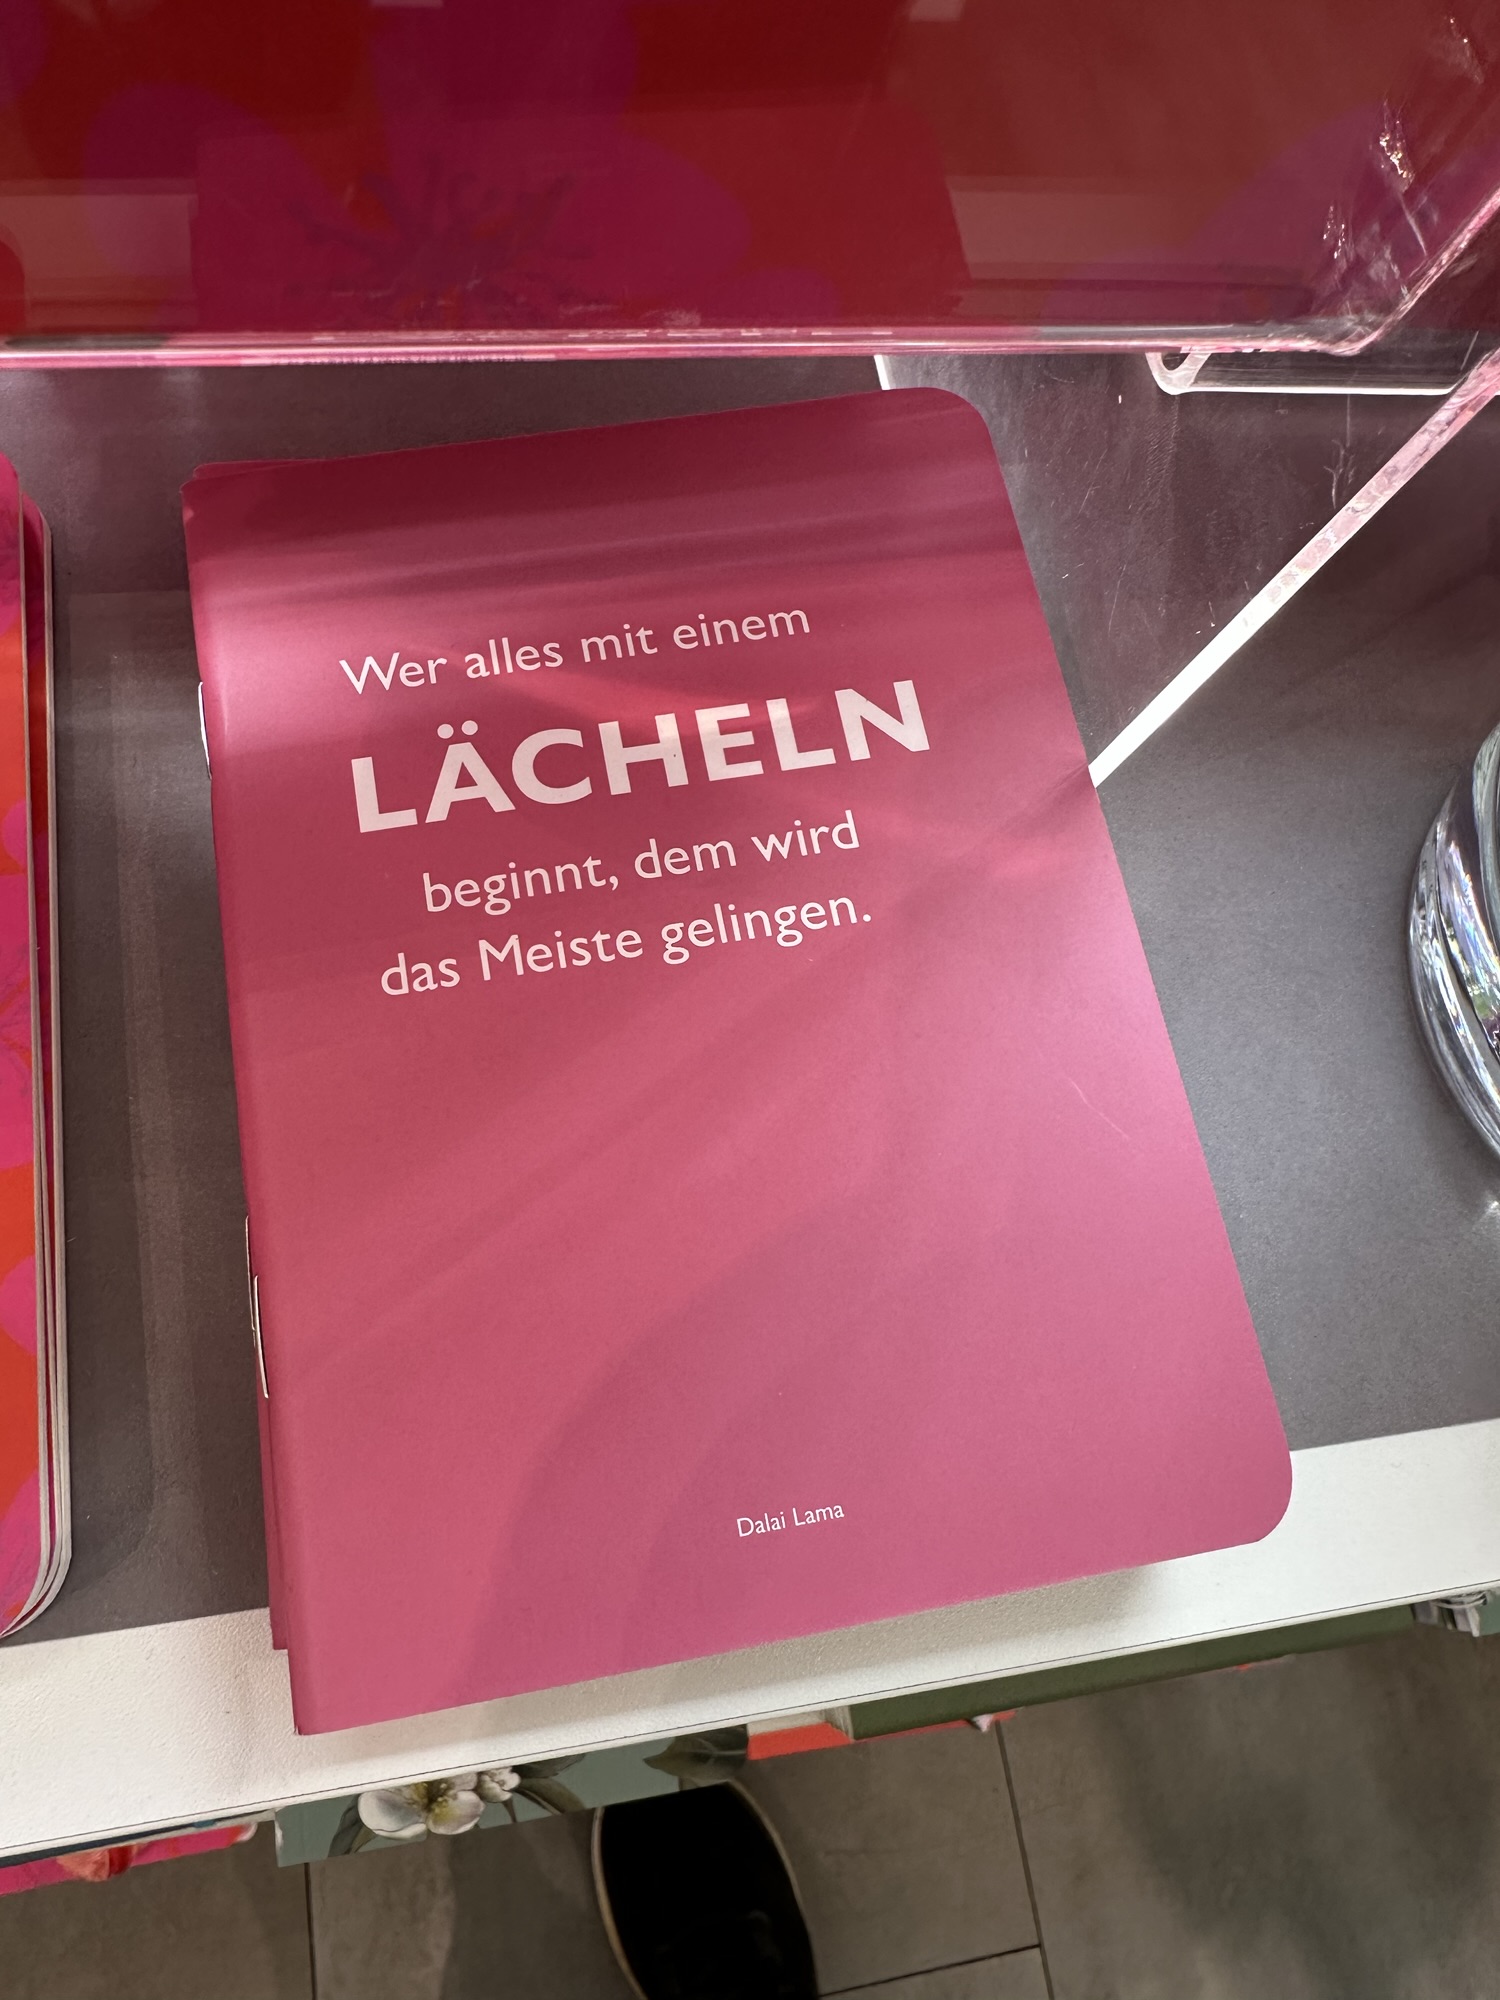 Wer alles mit einem
LÄCHELN
beginnt, dem wird
das Meiste gelingen.
Dalai Lama